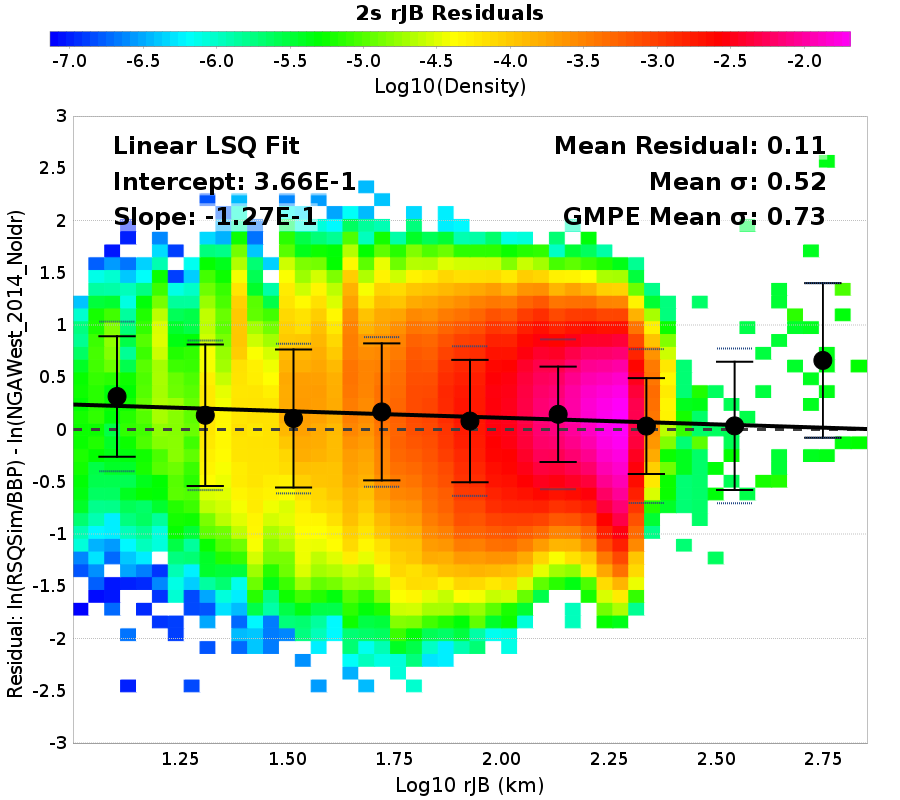 2s rJB Residuals
-7.0 -6.5 -6.0 -5.5 -5.0 -4.5 -4.0 -3.5 -3.0 -2.5 -2.0
Log10(Density)
Linear LSQ Fit
Intercept: 3.66E-1
Slope: -1.27E-1
Mean Residual: 0.11
Mean σ: 0.52
GMPE Mean σ: 0.73
Residual: ln(RSQSim/BBP) - ln(NGAWest_2014_NoIdr)
3
2.5
2
1.5
1
0.5
0
-0.5
-1
-1.5
-2
-2.5
-3
1.25 1.50 1.75 2.00 2.25 2.50 2.75
Log10 rJB (km)